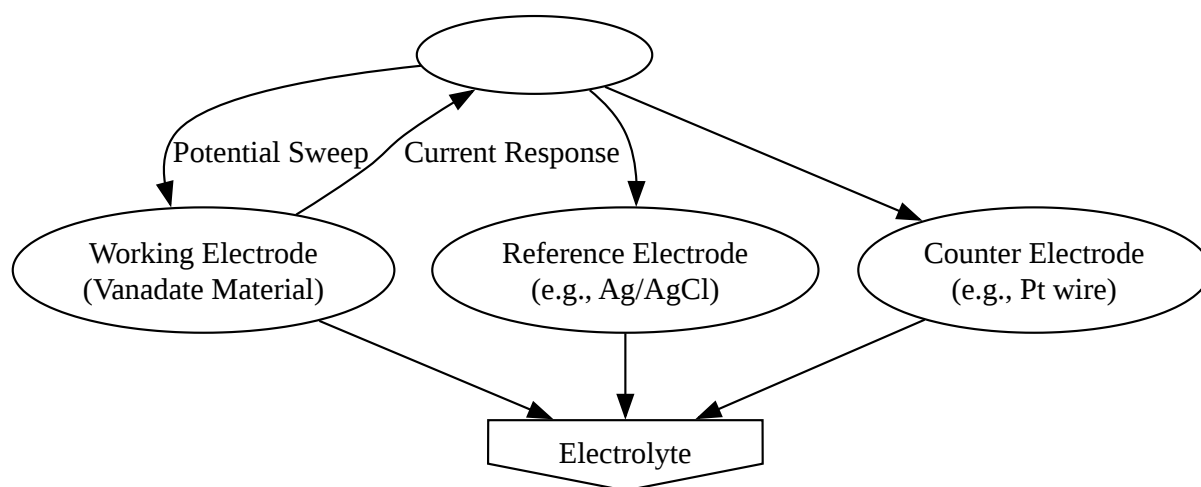 Potential Sweep
Current Response
Working Electrode
(Vanadate Material)
Reference Electrode
(e.g., Ag/AgCl)
Counter Electrode
(e.g., Pt wire)
Electrolyte